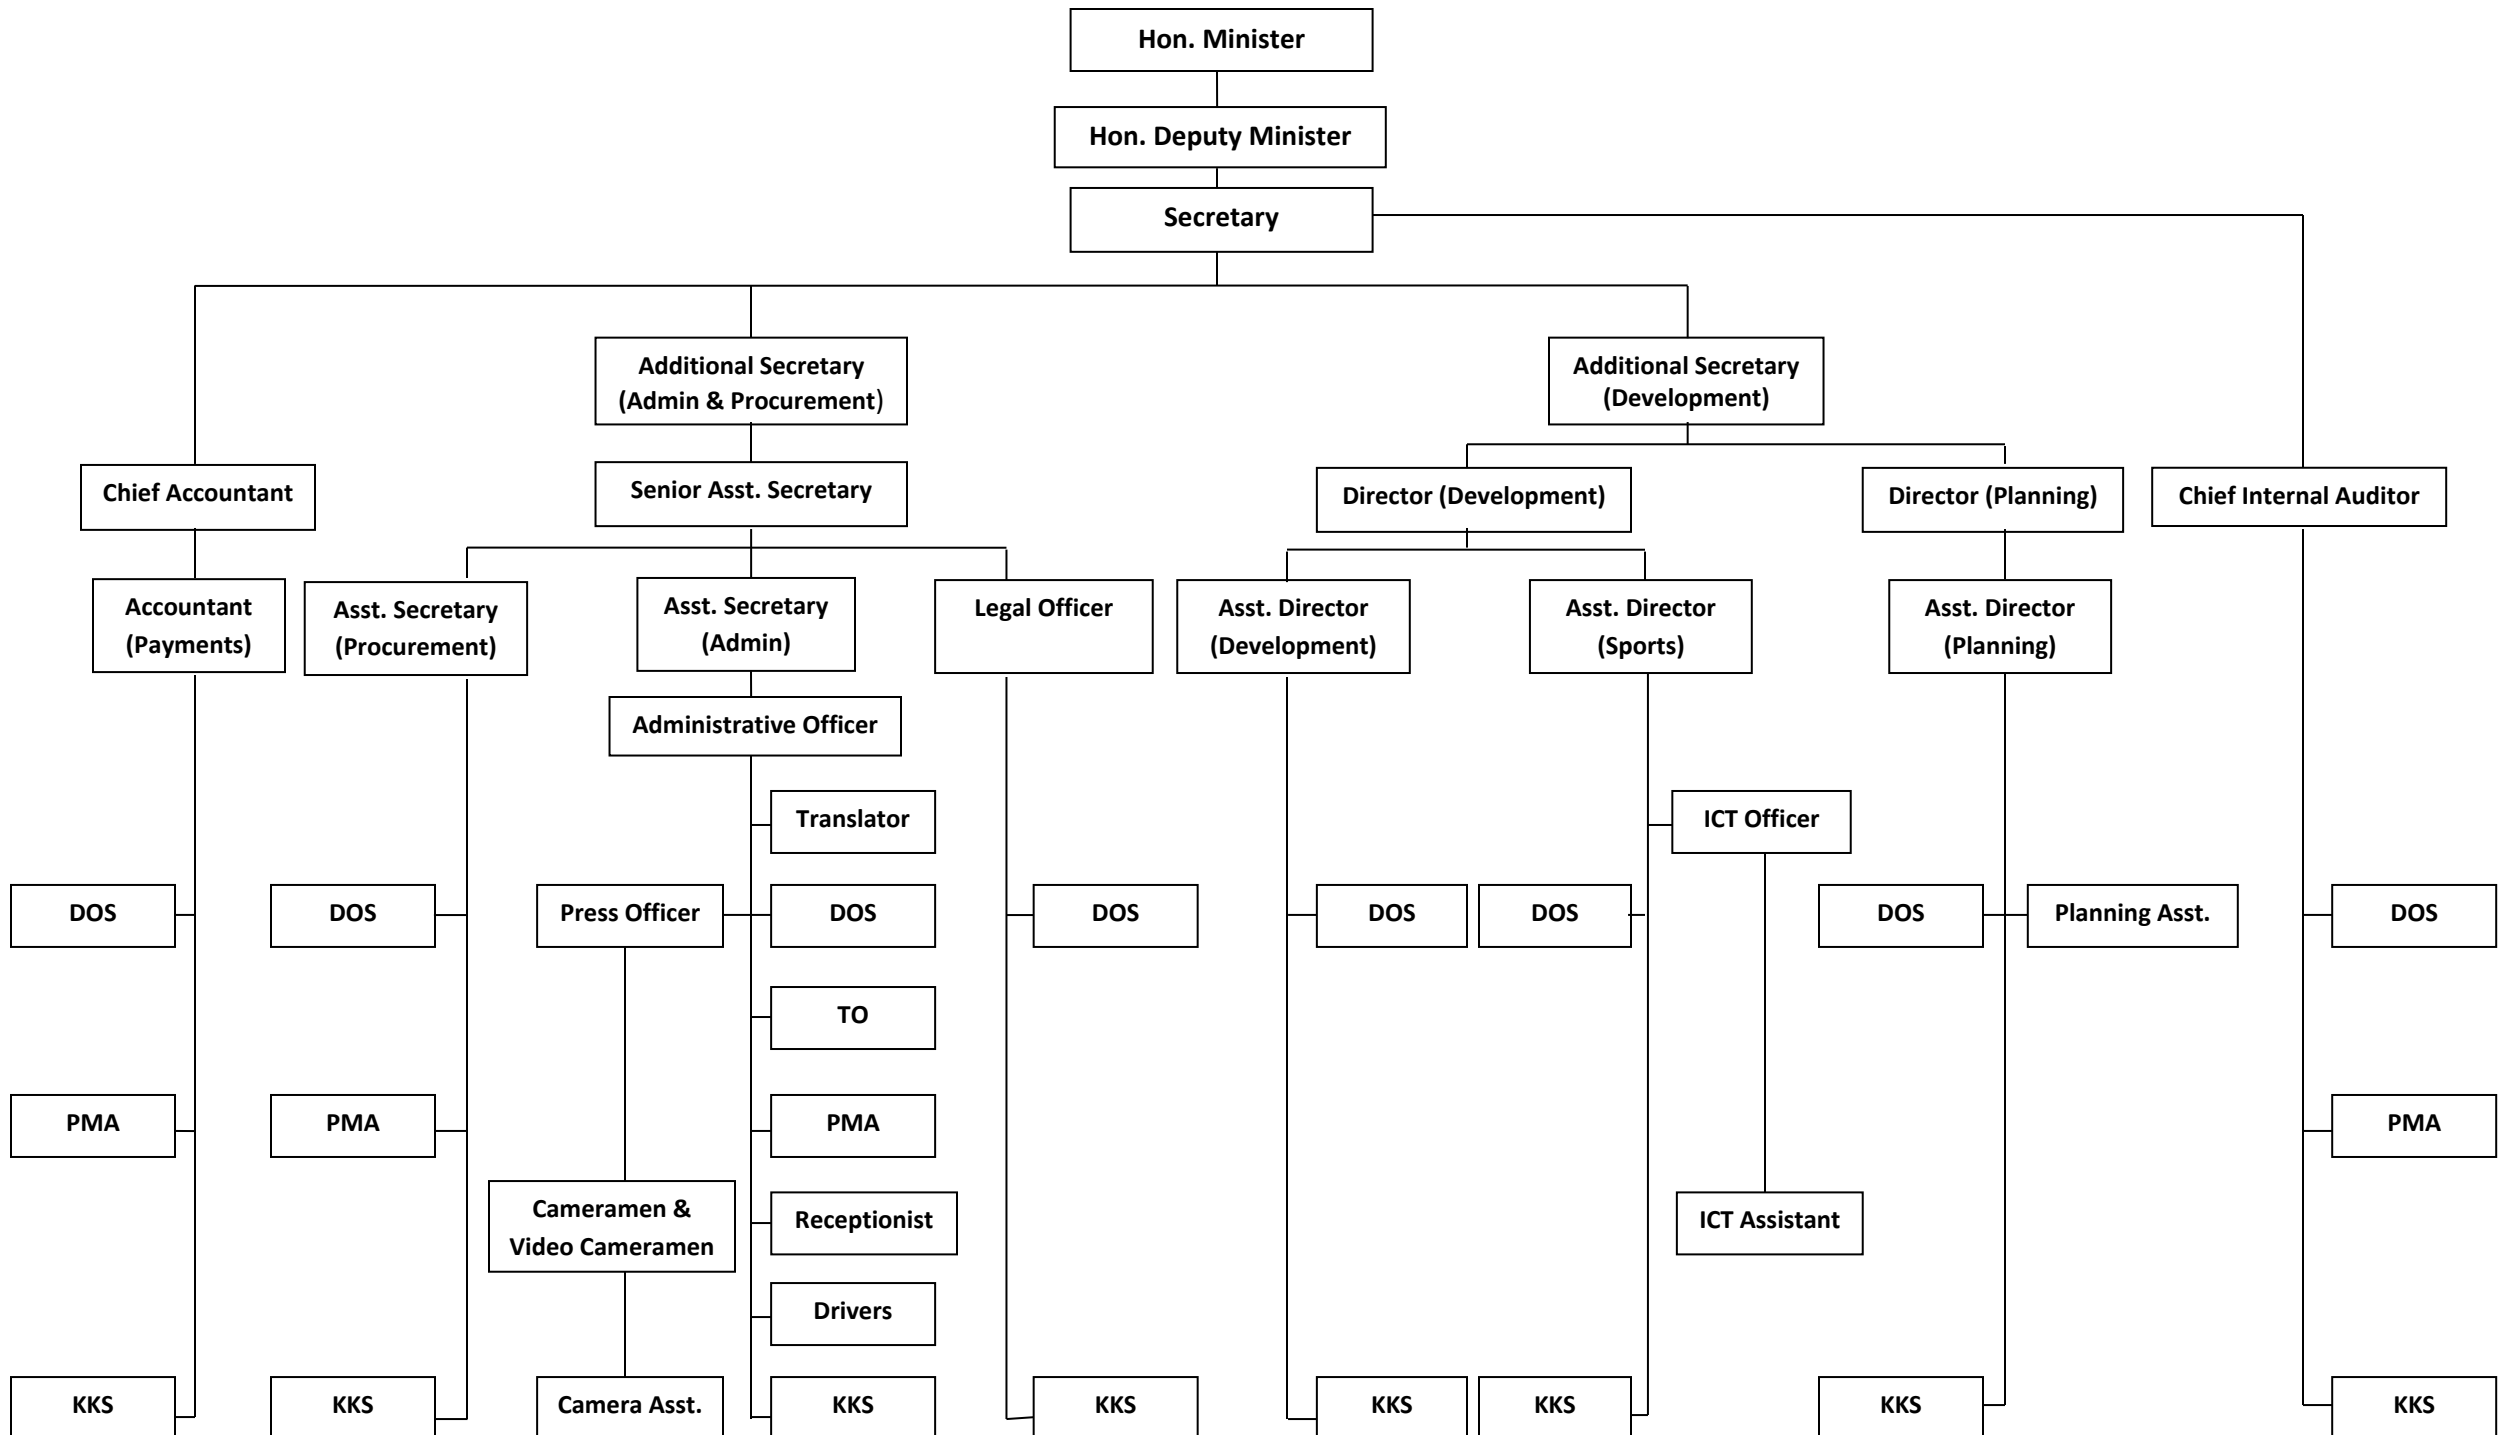 Hon. Minister
Hon. Deputy Minister
Secretary
Additional Secretary
(Admin & Procurement)
Additional Secretary
(Development)
Chief Accountant
Senior Asst. Secretary
Director (Development)
Director (Planning)
Chief Internal Auditor
Accountant
(Payments)
Asst. Secretary
(Procurement)
Asst. Secretary
(Admin)
Legal Officer
Asst. Director
(Development)
Asst. Director
(Sports)
Asst. Director
(Planning)
Administrative Officer
Translator
ICT Officer
DOS
DOS
Press Officer
DOS
DOS
DOS
DOS
DOS
Planning Asst.
DOS
TO
PMA
PMA
PMA
PMA
Cameramen &
Video Cameramen
Receptionist
ICT Assistant
Drivers
KKS
KKS
Camera Asst.
KKS
KKS
KKS
KKS
KKS
KKS